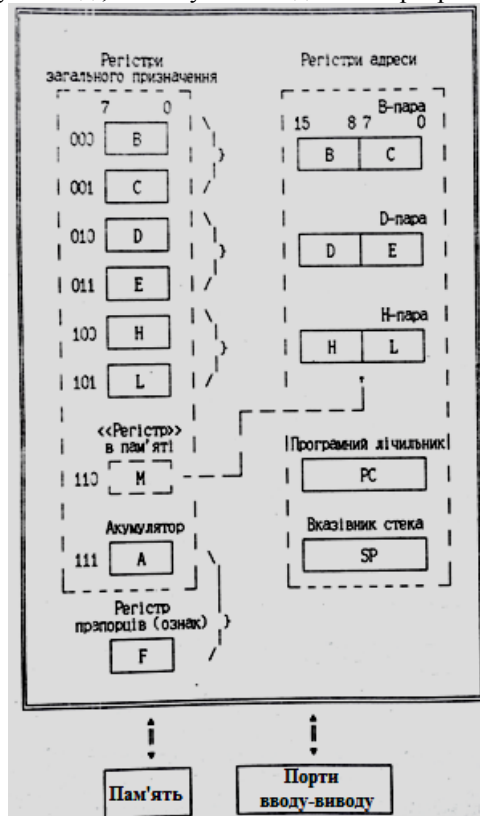 Регістри
загального призначення
7 0
000 B
001 C
010 D
011 E
100 H
101 L
«Регістр»
в пам'яті
110 M
Акумулятор
111 A
Регістр
прапорців (ознак)
F
Регістри адреси
B-пара
15 8 7 0
B C
D-пара
D E
H-пара
H L
Програмний лічильник
PC
Вказівник стека
SP
Пам'ять
Порти
вводу-виводу